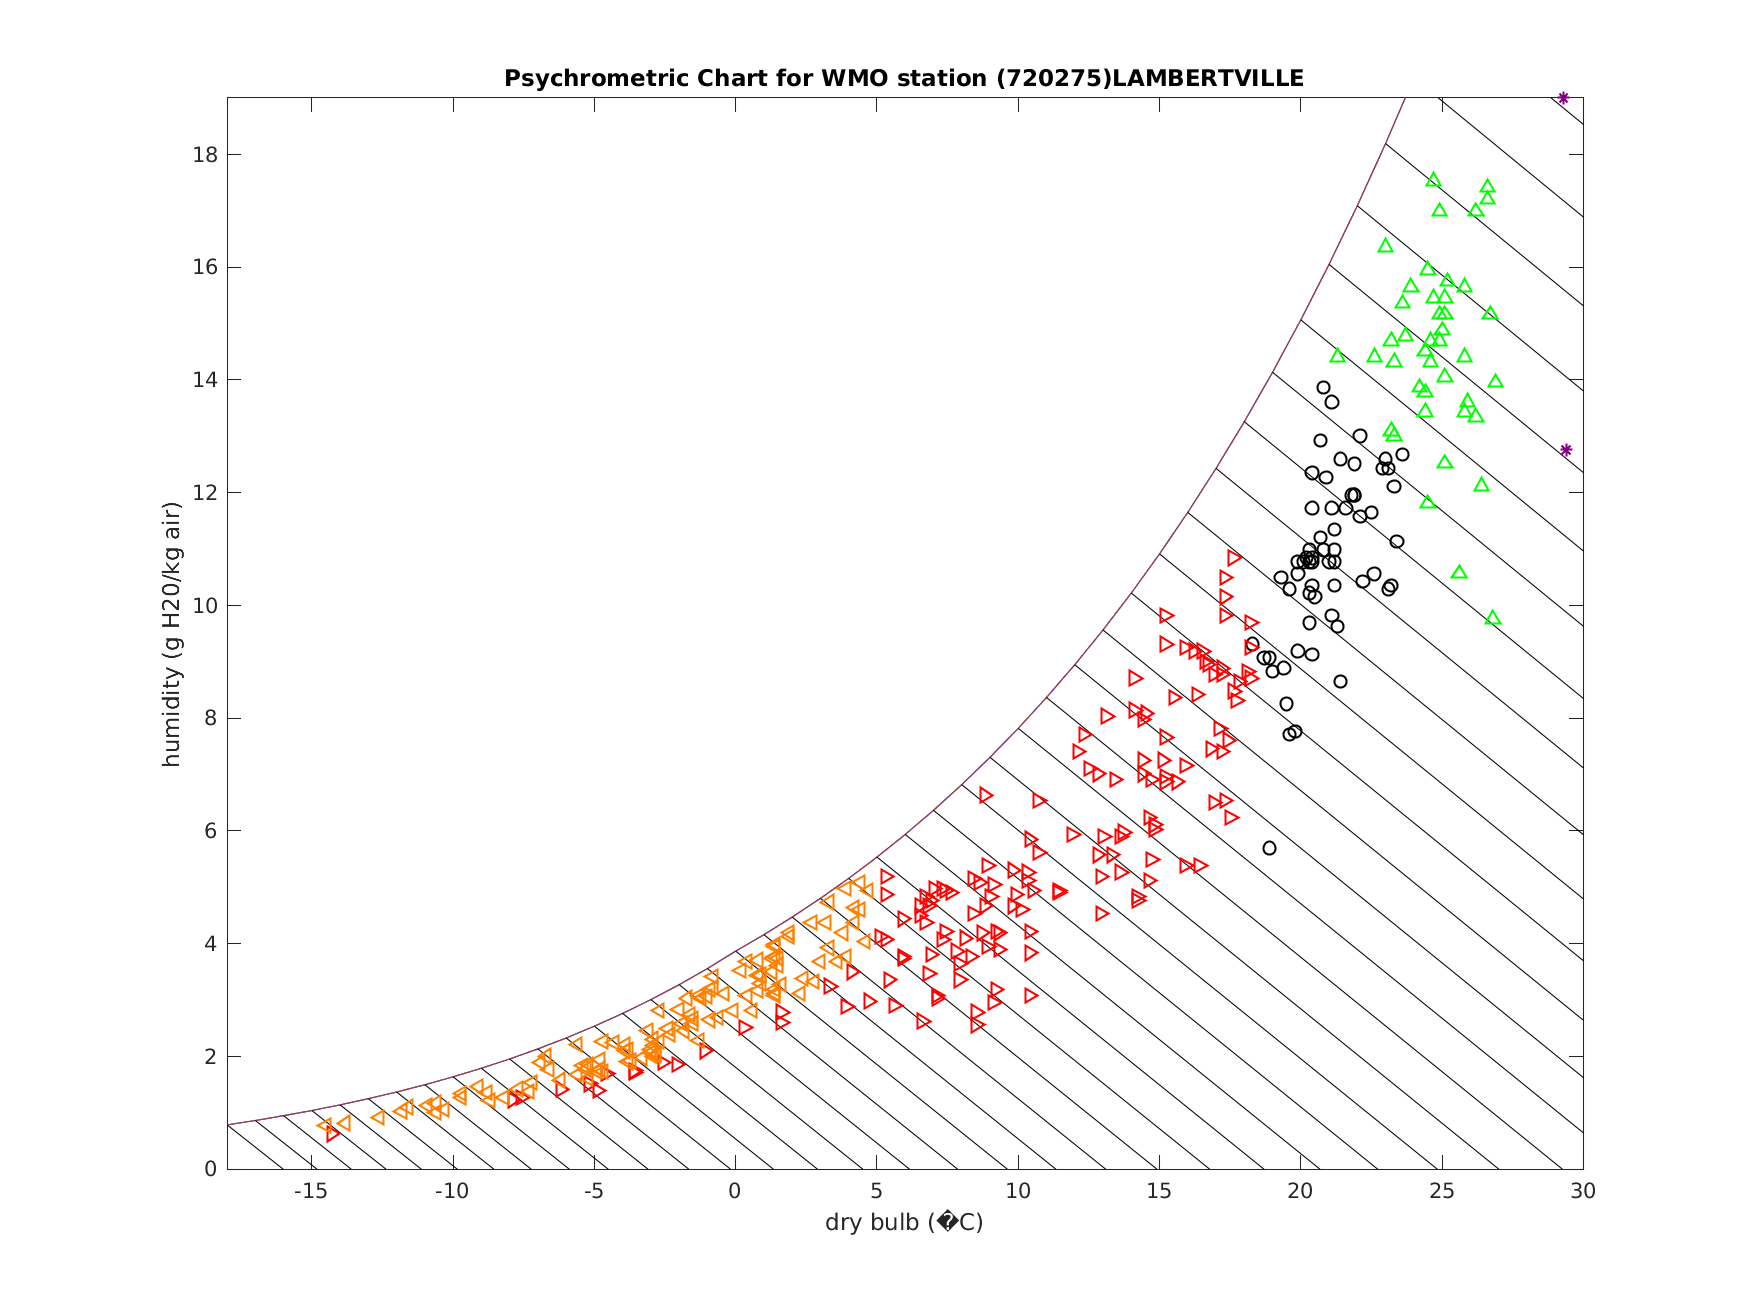 Psychrometric Chart for WMO station (720275)LAMBERTVILLE
humidity (g H20/kg air)
18
16
14
12
10
8
6
4
2
0
-15 -10 -5 0 5 10 15 20 25 30
dry bulb (�C)